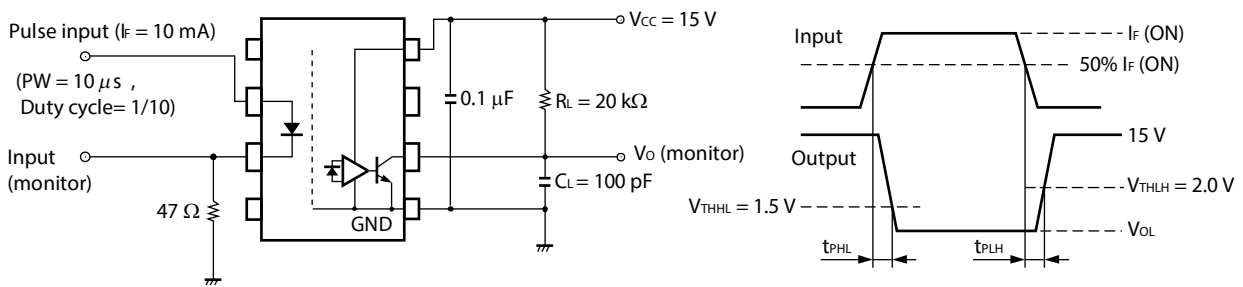 Pulse input (IF = 10 mA)
(PW = 10 μs ,
Duty cycle= 1/10)
Input
(monitor)
47 Ω
GND
0.1 μF
VCC = 15 V
RL = 20 kΩ
VO (monitor)
CL = 100 pF
Input
IF (ON)
50% IF (ON)
15 V
Output
VTHLH = 2.0 V
VTHHL = 1.5 V
VOL
tPHL
tPLH